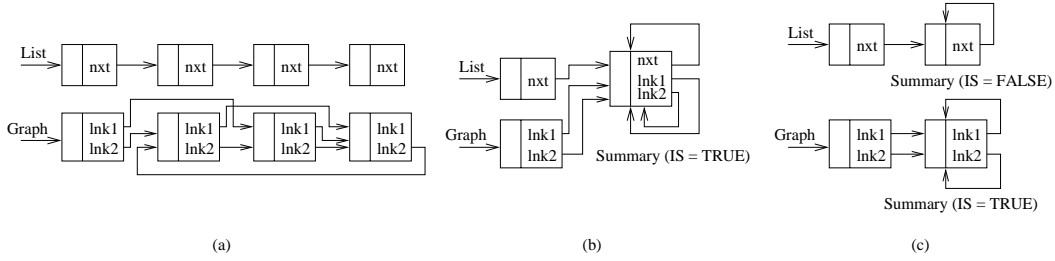 List
nxt
nxt
nxt
nxt
Graph
lnk1
lnk2
lnk1
lnk2
lnk1
lnk2
lnk1
lnk2
(a)
List
nxt
nxt
lnk1
lnk2
Graph
lnk1
lnk2
Summary (IS = TRUE)
(b)
List
nxt
nxt
Summary (IS = FALSE)
Graph
lnk1
lnk2
lnk1
lnk2
Summary (IS = TRUE)
(c)